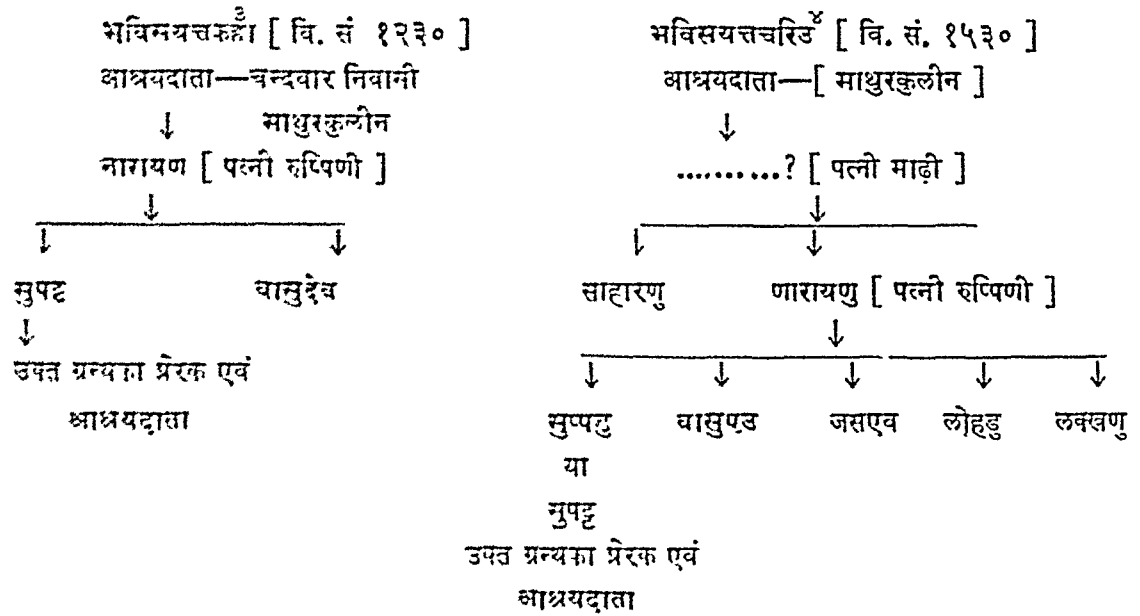 भविसयत्तकहा³ [ वि. सं १२३० ]
आश्रयदाता—चन्दवार निवासी
↓ माथुरकुलीन
नारायण [ पत्नी रुप्पिणी ]
↓
↓ ↓
सुपट्ट वासुदेव
↓
उक्त ग्रन्थका प्रेरक एवं
आश्रयदाता
भविसयत्तचरिउ⁴ [ वि. सं. १५३० ]
आश्रयदाता—[ माथुरकुलीन ]
↓
..........? [ पत्नी माढ़ी ]
↓
↓ ↓
साहारणु णारायणु [ पत्नी रुप्पिणी ]
↓
↓ ↓ ↓ ↓ ↓
सुप्पटु वासुएउ जसएव लोहडु लक्खणु
या
सुपट्ट
उक्त ग्रन्थका प्रेरक एवं
आश्रयदाता